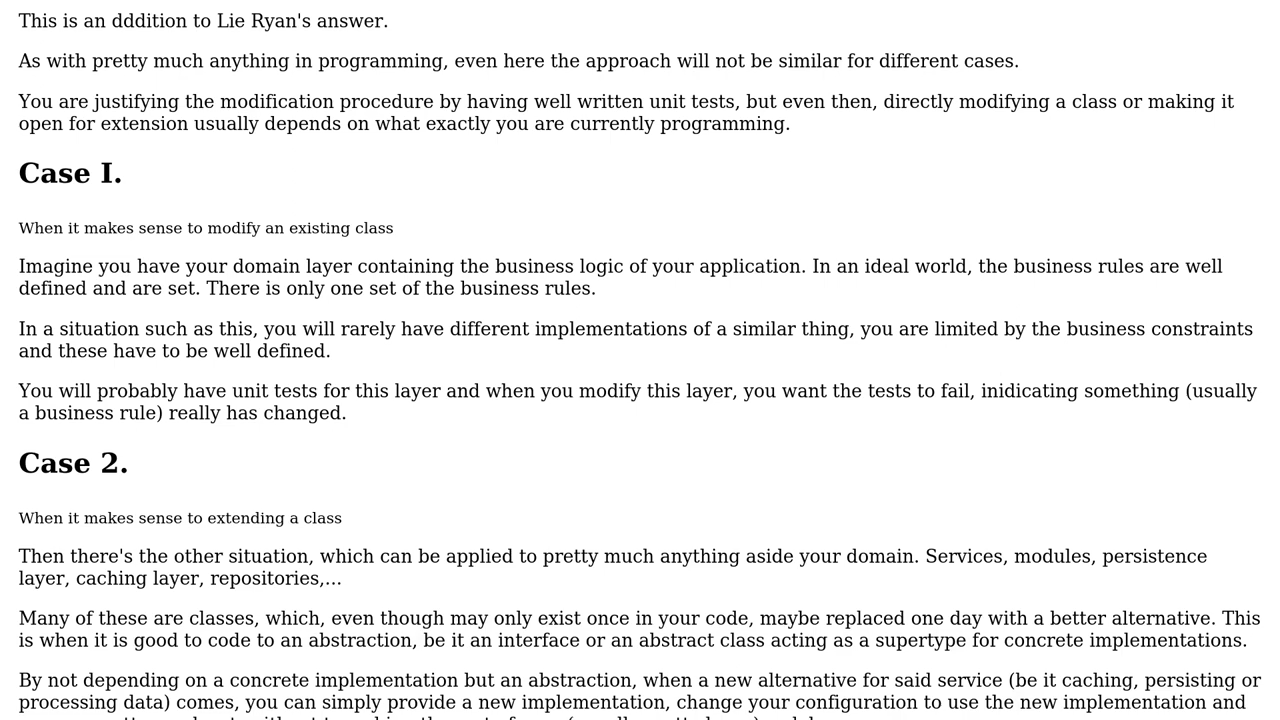 This is an dddition to Lie Ryan's answer.
As with pretty much anything in programming, even here the approach will not be similar for different cases.
You are justifying the modification procedure by having well written unit tests, but even then, directly modifying a class or making it
open for extension usually depends on what exactly you are currently programming.
Case I.
When it makes sense to modify an existing class
Imagine you have your domain layer containing the business logic of your application. In an ideal world, the business rules are well
defined and are set. There is only one set of the business rules.
In a situation such as this, you will rarely have different implementations of a similar thing, you are limited by the business constraints
and these have to be well defined.
You will probably have unit tests for this layer and when you modify this layer, you want the tests to fail, inidicating something (usually
a business rule) really has changed.
Case 2.
When it makes sense to extending a class
Then there's the other situation, which can be applied to pretty much anything aside your domain. Services, modules, persistence
layer, caching layer, repositories,...
Many of these are classes, which, even though may only exist once in your code, maybe replaced one day with a better alternative. This
is when it is good to code to an abstraction, be it an interface or an abstract class acting as a supertype for concrete implementations.
By not depending on a concrete implementation but an abstraction, when a new alternative for said service (be it caching, persisting or
processing data) comes, you can simply provide a new implementation, change your configuration to use the new implementation and